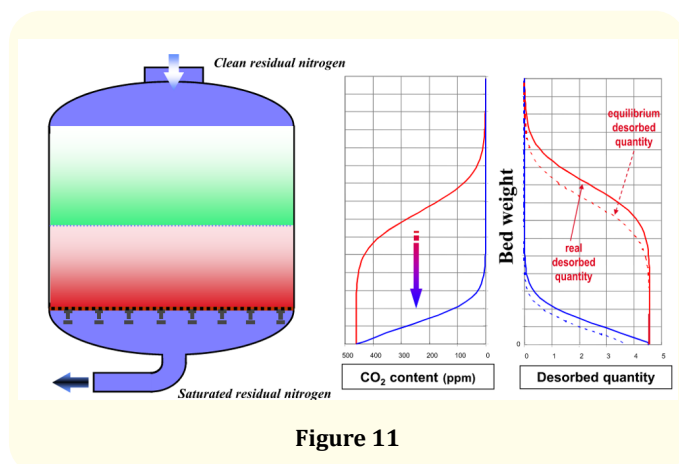 Clean residual nitrogen
Saturated residual nitrogen
500 400 300 200 100 0
CO2 content (ppm)
Bed weight
0
equilibrium
desorbed
quantity
real
desorbed
quantity
0 1 2 3 4 5
Desorbed quantity
Figure 11